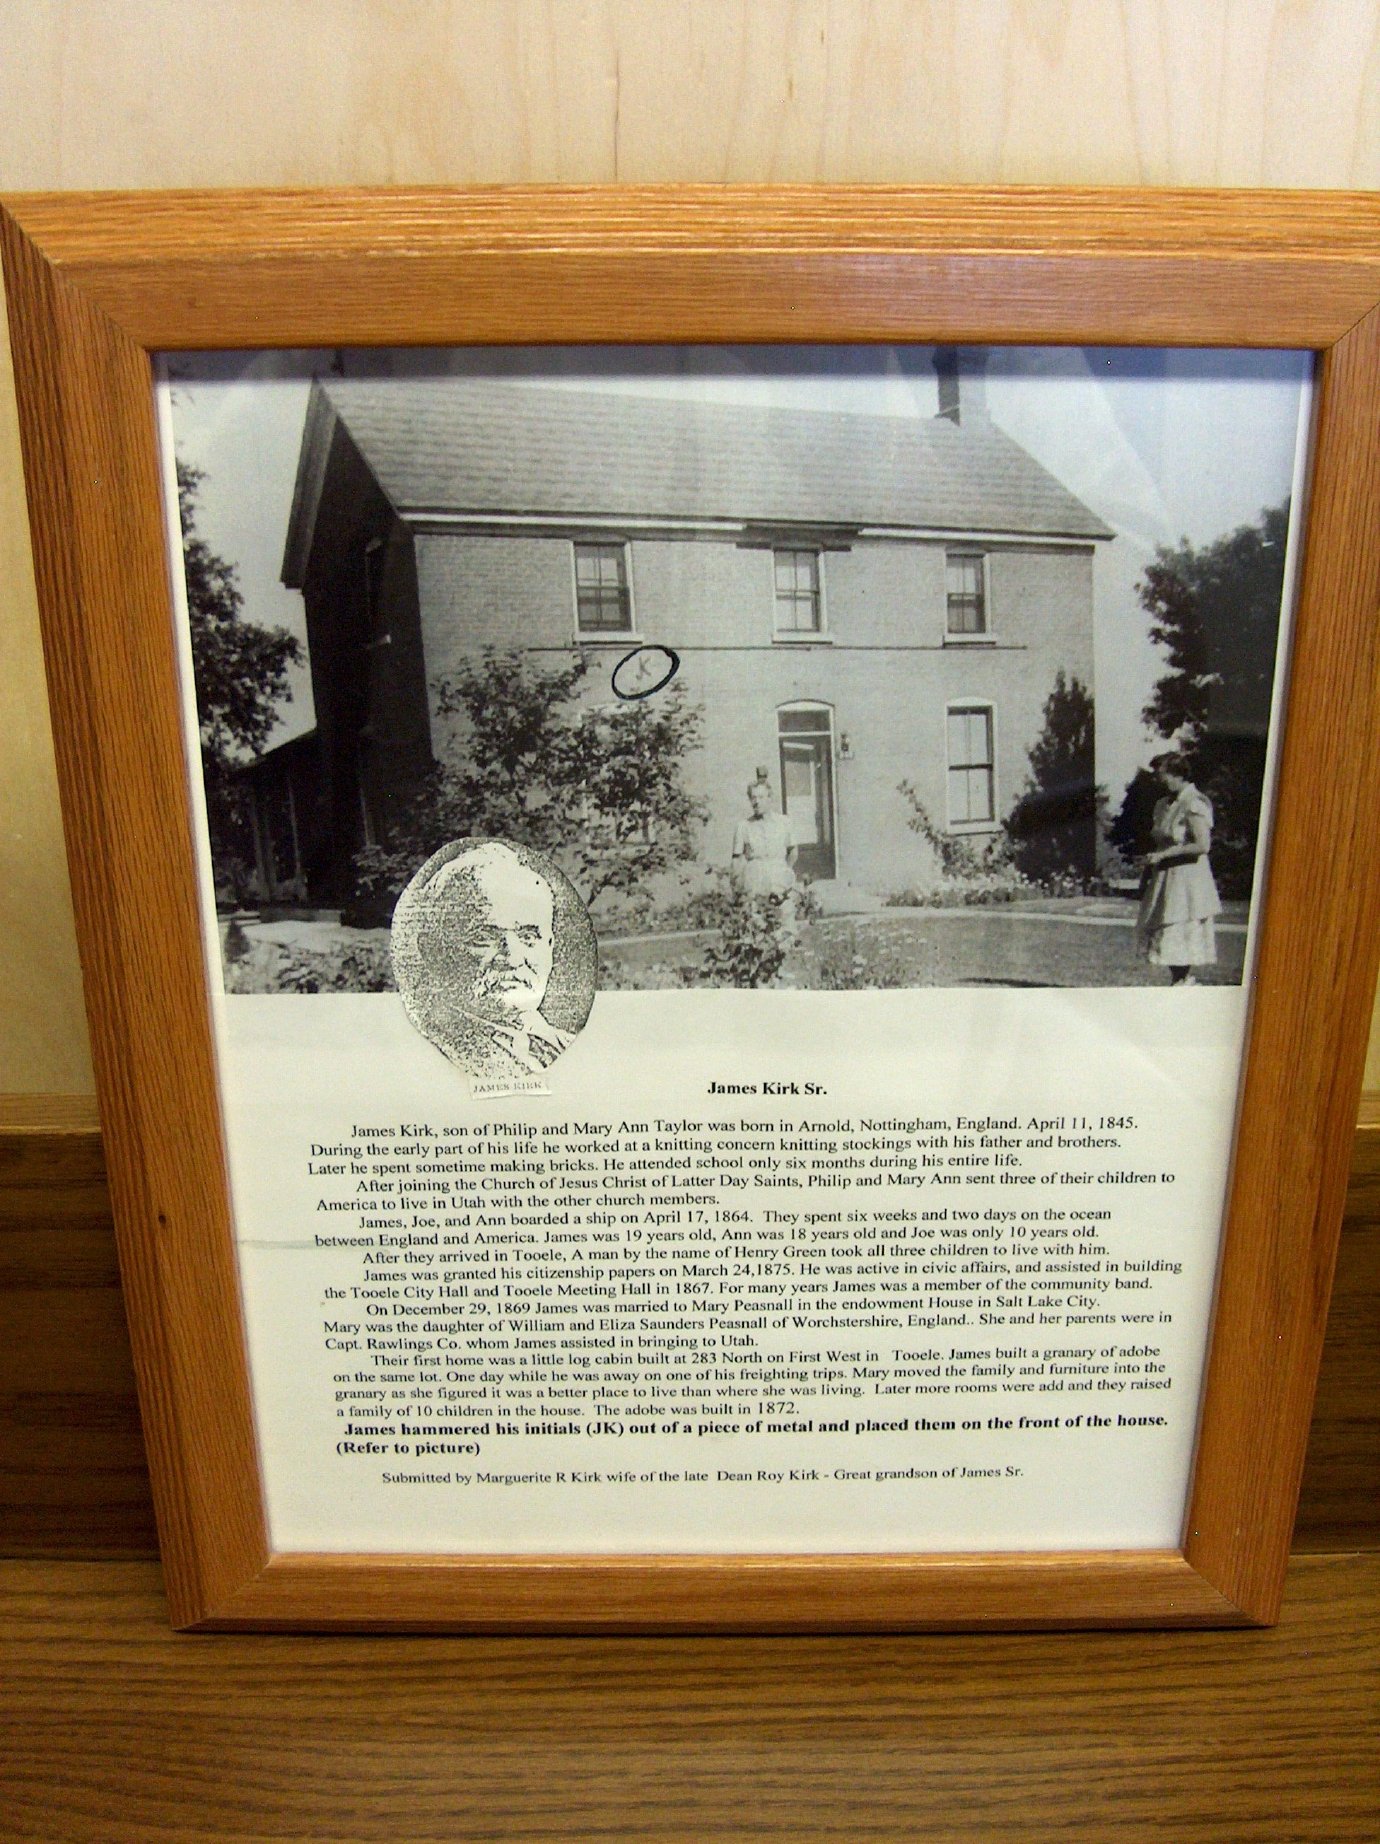 K
JAMES KIRK
James Kirk Sr.
James Kirk, son of Philip and Mary Ann Taylor was born in Arnold, Nottingham, England. April 11, 1845.
During the early part of his life he worked at a knitting concern knitting stockings with his father and brothers.
Later he spent sometime making bricks. He attended school only six months during his entire life.
After joining the Church of Jesus Christ of Latter Day Saints, Philip and Mary Ann sent three of their children to
America to live in Utah with the other church members.
James, Joe, and Ann boarded a ship on April 17, 1864. They spent six weeks and two days on the ocean
between England and America. James was 19 years old, Ann was 18 years old and Joe was only 10 years old.
After they arrived in Tooele, A man by the name of Henry Green took all three children to live with him.
James was granted his citizenship papers on March 24,1875. He was active in civic affairs, and assisted in building
the Tooele City Hall and Tooele Meeting Hall in 1867. For many years James was a member of the community band.
On December 29, 1869 James was married to Mary Peasnall in the endowment House in Salt Lake City.
Mary was the daughter of William and Eliza Saunders Peasnall of Worchstershire, England.. She and her parents were in
Capt. Rawlings Co. whom James assisted in bringing to Utah.
Their first home was a little log cabin built at 283 North on First West in Tooele. James built a granary of adobe
on the same lot. One day while he was away on one of his freighting trips. Mary moved the family and furniture into the
granary as she figured it was a better place to live than where she was living. Later more rooms were add and they raised
a family of 10 children in the house. The adobe was built in 1872.
James hammered his initials (JK) out of a piece of metal and placed them on the front of the house.
(Refer to picture)
Submitted by Marguerite R Kirk wife of the late Dean Roy Kirk - Great grandson of James Sr.